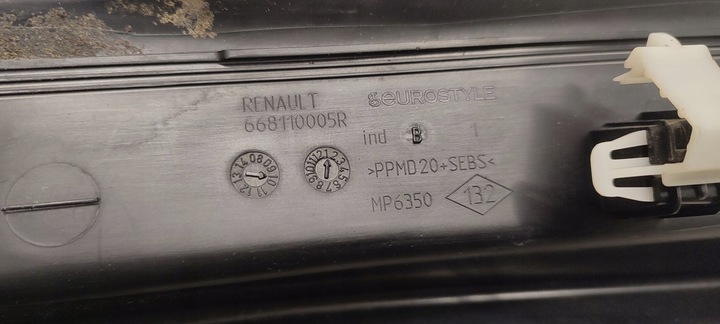 RENAULT
668110005R
eurostyle
ind B 1
>PPMD20+SEBS<
MP6350 132